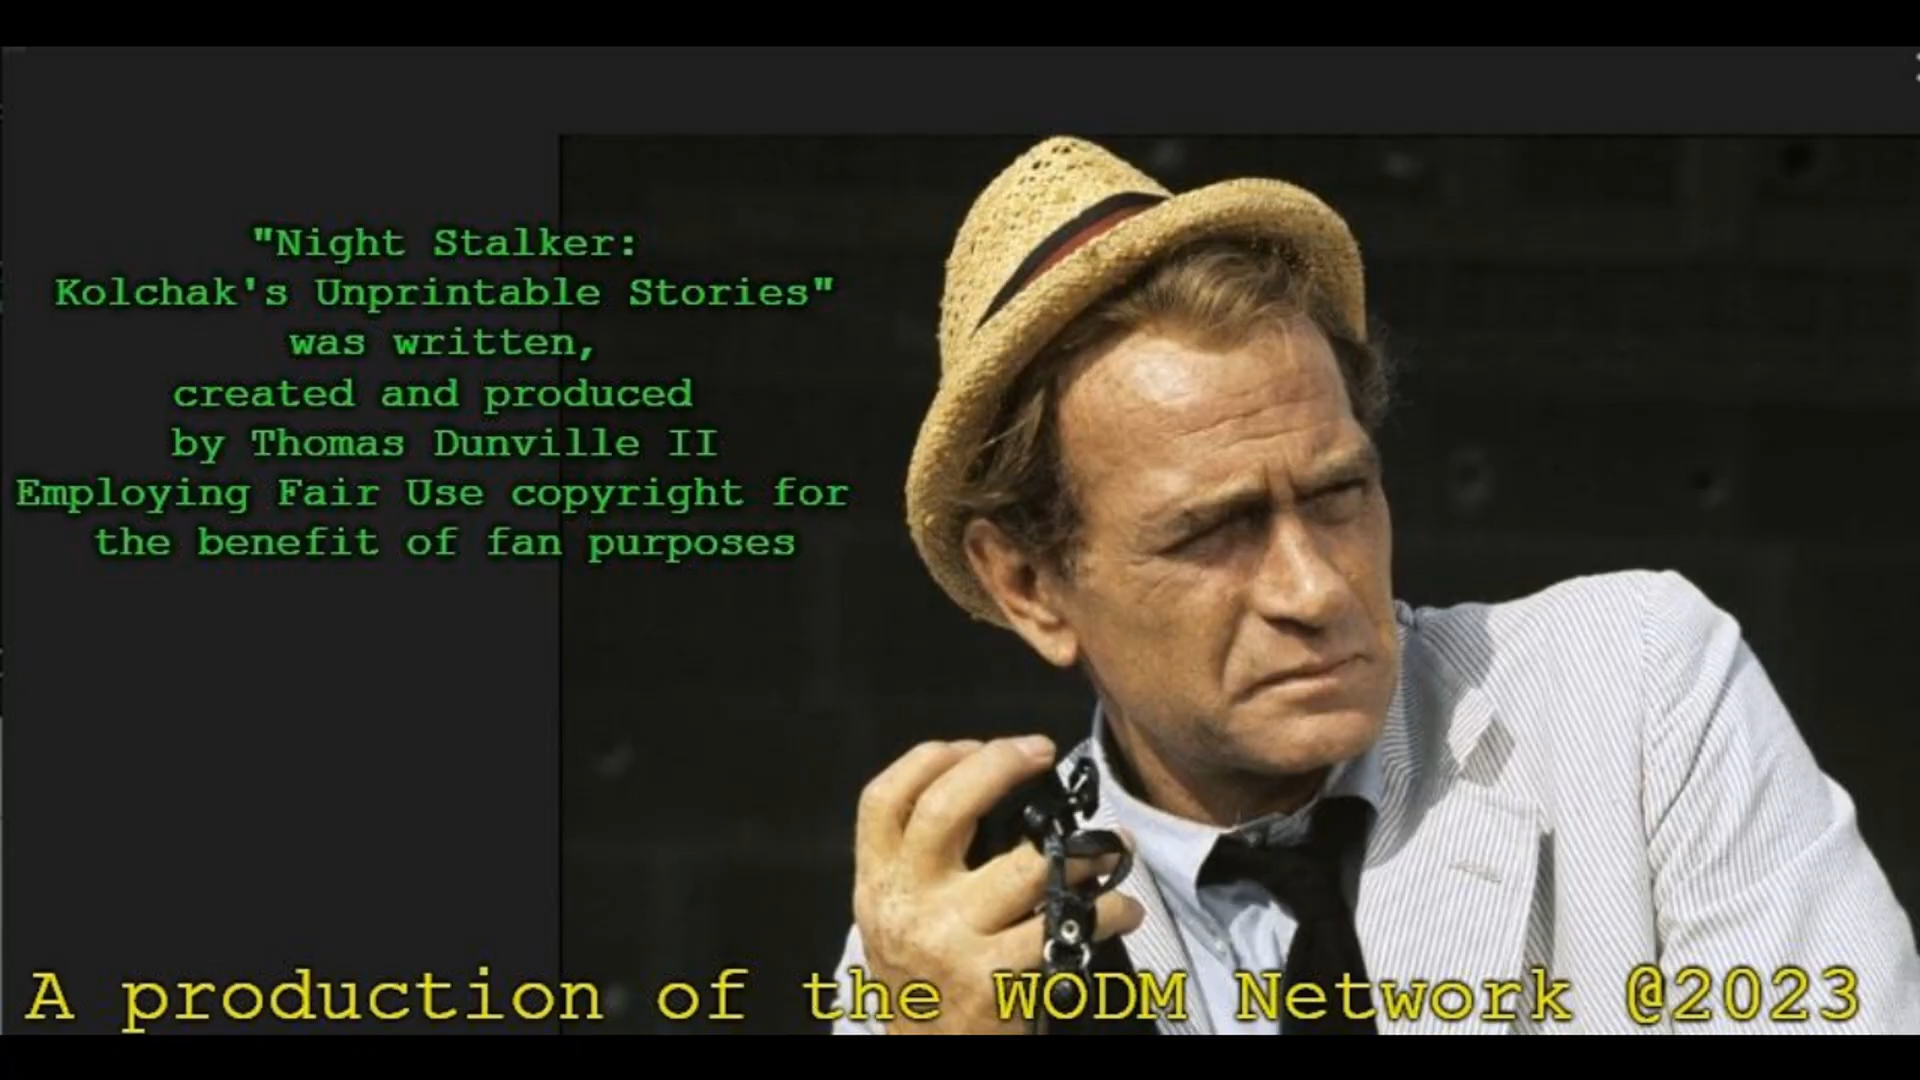 "Night Stalker:
Kolchak's Unprintable Stories"
was written,
created and produced
by Thomas Dunville II
Employing Fair Use copyright for
the benefit of fan purposes
A production of the WODM Network @2023